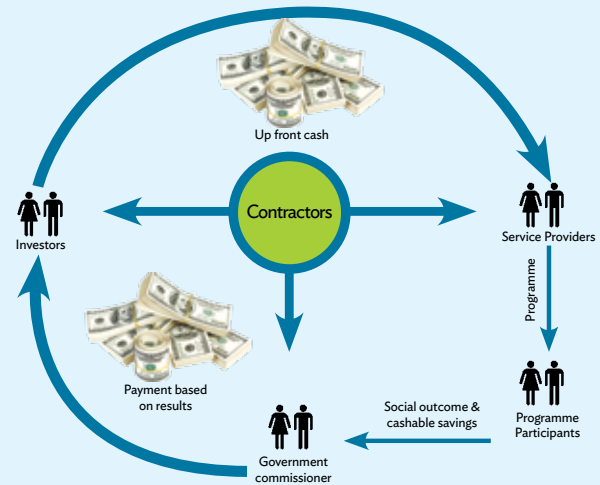 Up front cash
Contractors
Investors
Service Providers
Programme
Payment based
on results
Programme
Participants
Social outcome &
cashable savings
Government
commissioner